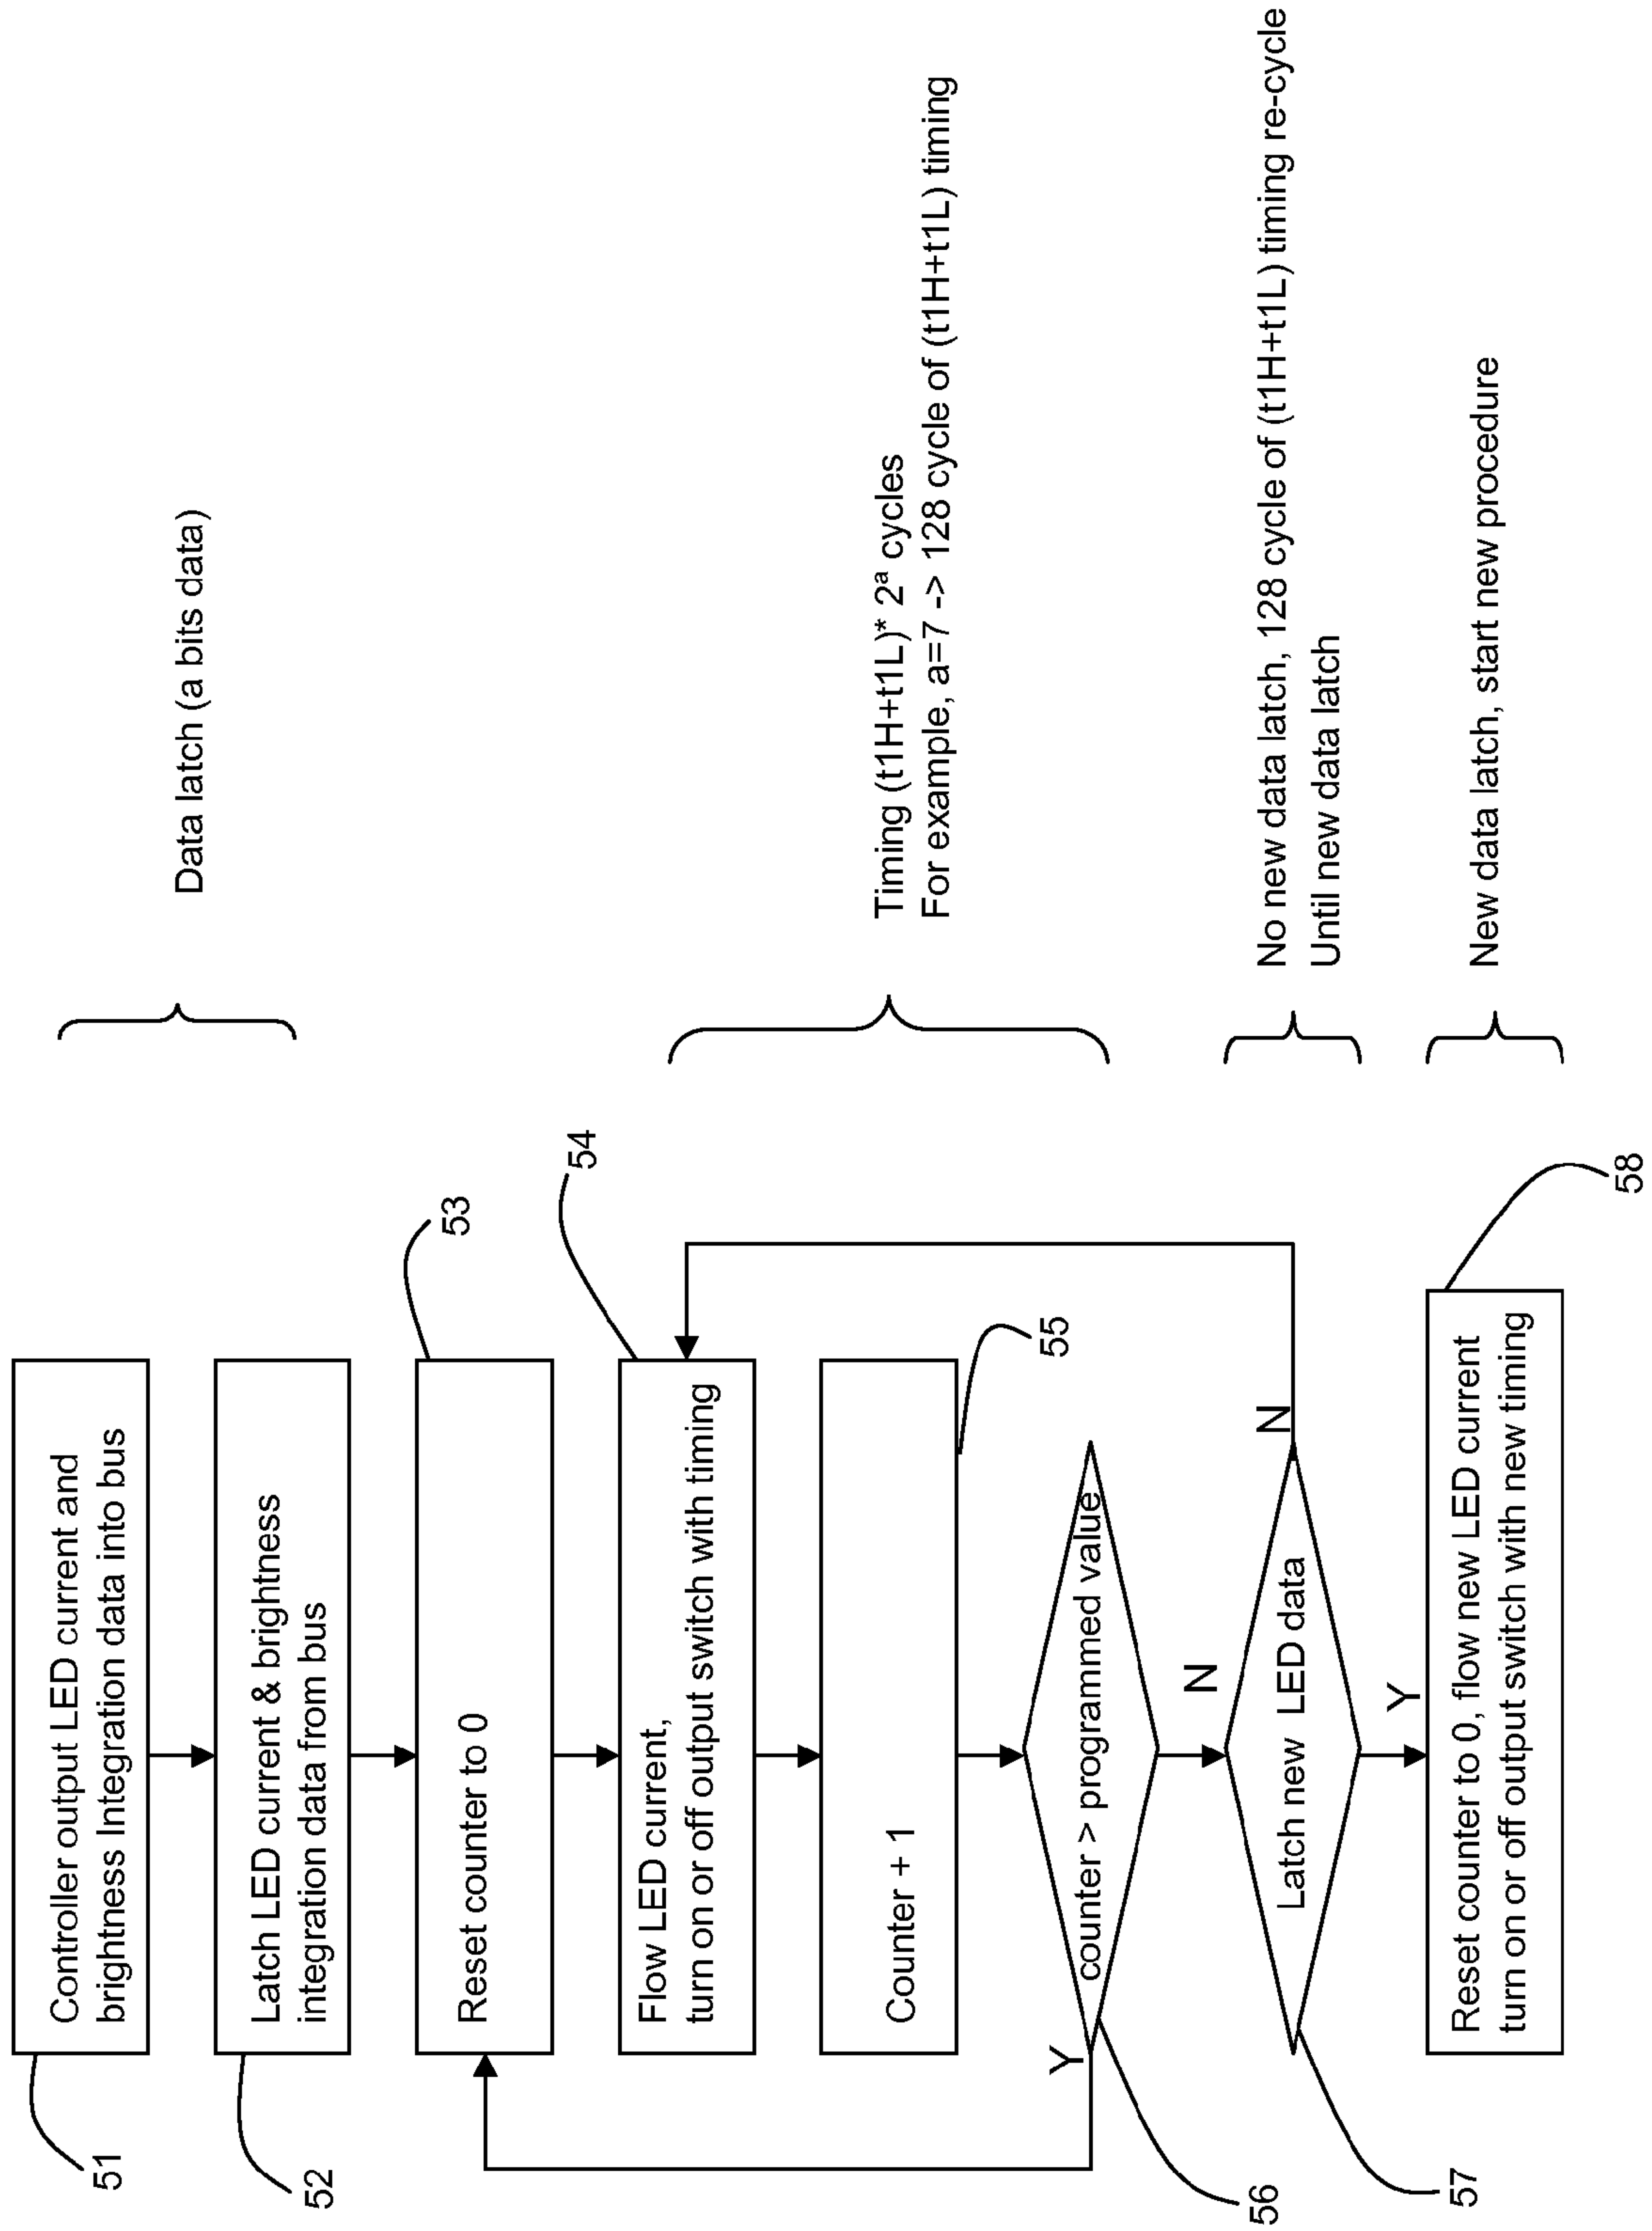 51
Controller output LED current and
brightness Integration data into bus
Data latch (a bits data)
52
Latch LED current & brightness
integration data from bus
Reset counter to 0
53
Flow LED current,
turn on or off output switch with timing
54
Timing (t1H+t1L)* 2ᵃ cycles
For example, a=7 -> 128 cycle of (t1H+t1L) timing
Counter + 1
55
Y
counter > programmed value
56
N
Latch new LED data
N
57
No new data latch, 128 cycle of (t1H+t1L) timing re-cycle
Until new data latch
Y
Reset counter to 0, flow new LED current
turn on or off output switch with new timing
58
New data latch, start new procedure